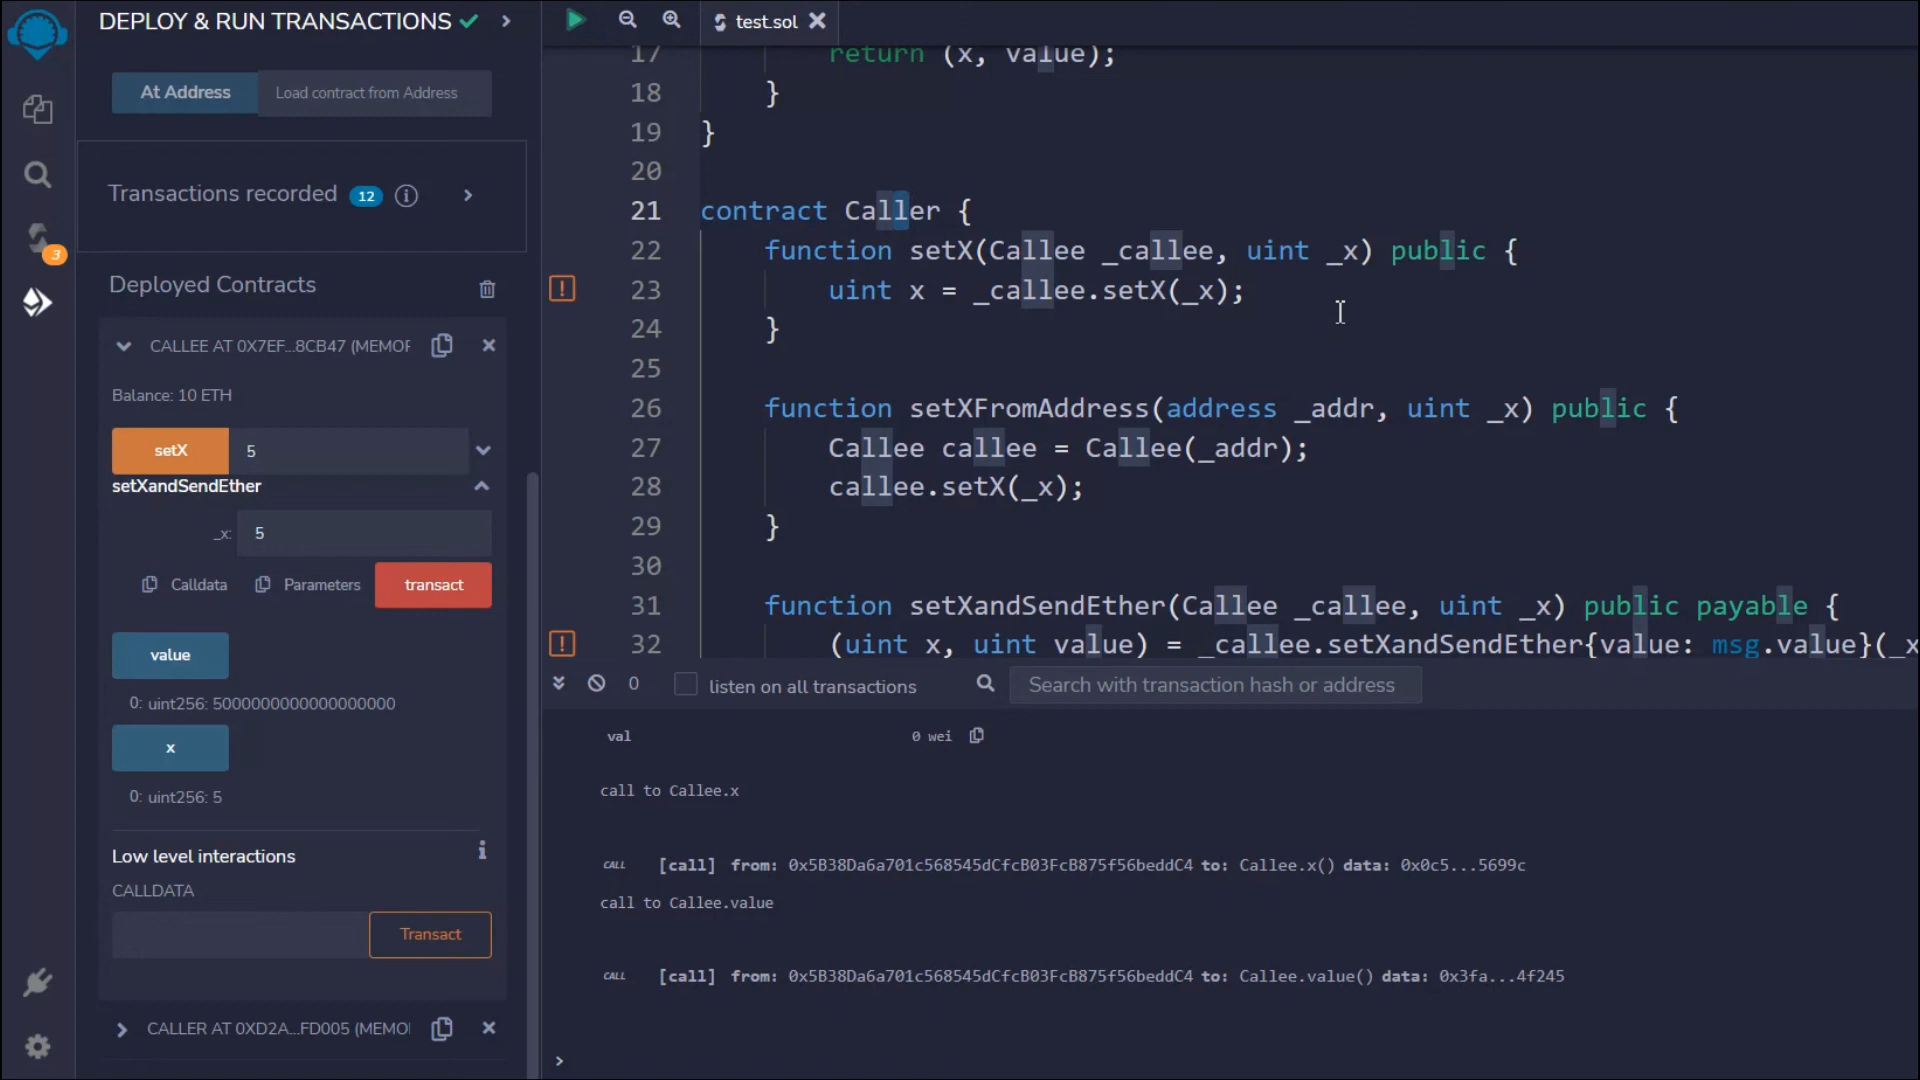 DEPLOY & RUN TRANSACTIONS
At Address
Load contract from Address
Transactions recorded 12
3
Deployed Contracts
CALLEE AT 0X7EF...8CB47 (MEMOR
Balance: 10 ETH
setX
5
setXandSendEther
_x:
5
Calldata
Parameters
transact
value
0: uint256: 5000000000000000000
x
0: uint256: 5
Low level interactions
CALLDATA
Transact
CALLER AT 0XD2A...FD005 (MEMO
test.sol
17 return (x, value);
18 }
19 }
20
21 contract Caller {
22 function setX(Callee _callee, uint _x) public {
23 uint x = _callee.setX(_x);
24 }
25
26 function setXFromAddress(address _addr, uint _x) public {
27 Callee callee = Callee(_addr);
28 callee.setX(_x);
29 }
30
31 function setXandSendEther(Callee _callee, uint _x) public payable {
32 (uint x, uint value) = _callee.setXandSendEther{value: msg.value}(_x
0
listen on all transactions
Search with transaction hash or address
val 0 wei
call to Callee.x
CALL [call] from: 0x5B38Da6a701c568545dCfcB03FcB875f56beddC4 to: Callee.x() data: 0x0c5...5699c
call to Callee.value
CALL [call] from: 0x5B38Da6a701c568545dCfcB03FcB875f56beddC4 to: Callee.value() data: 0x3fa...4f245
>